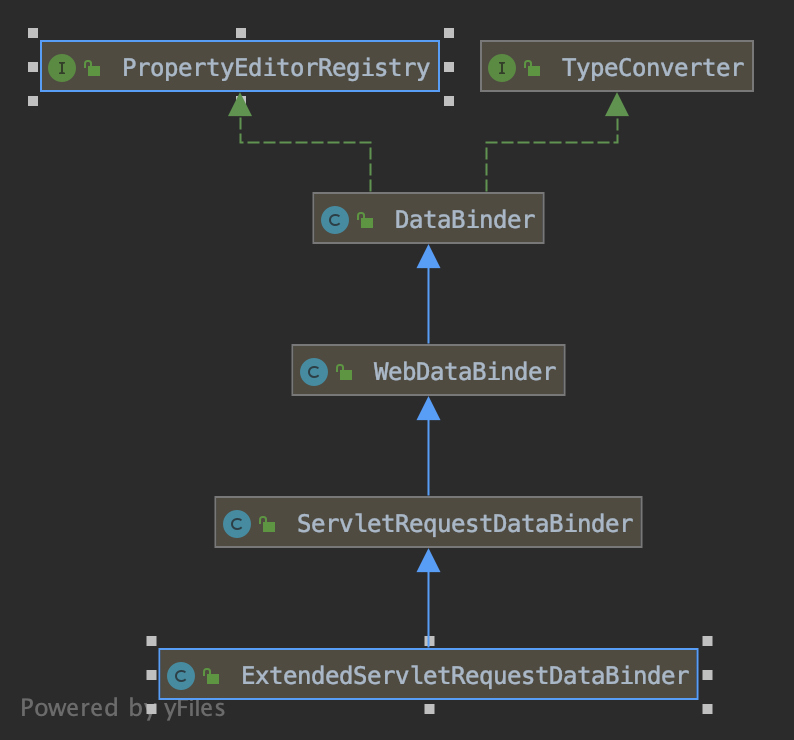 I PropertyEditorRegistry
I TypeConverter
C DataBinder
C WebDataBinder
C ServletRequestDataBinder
C ExtendedServletRequestDataBinder
Powered by yFiles